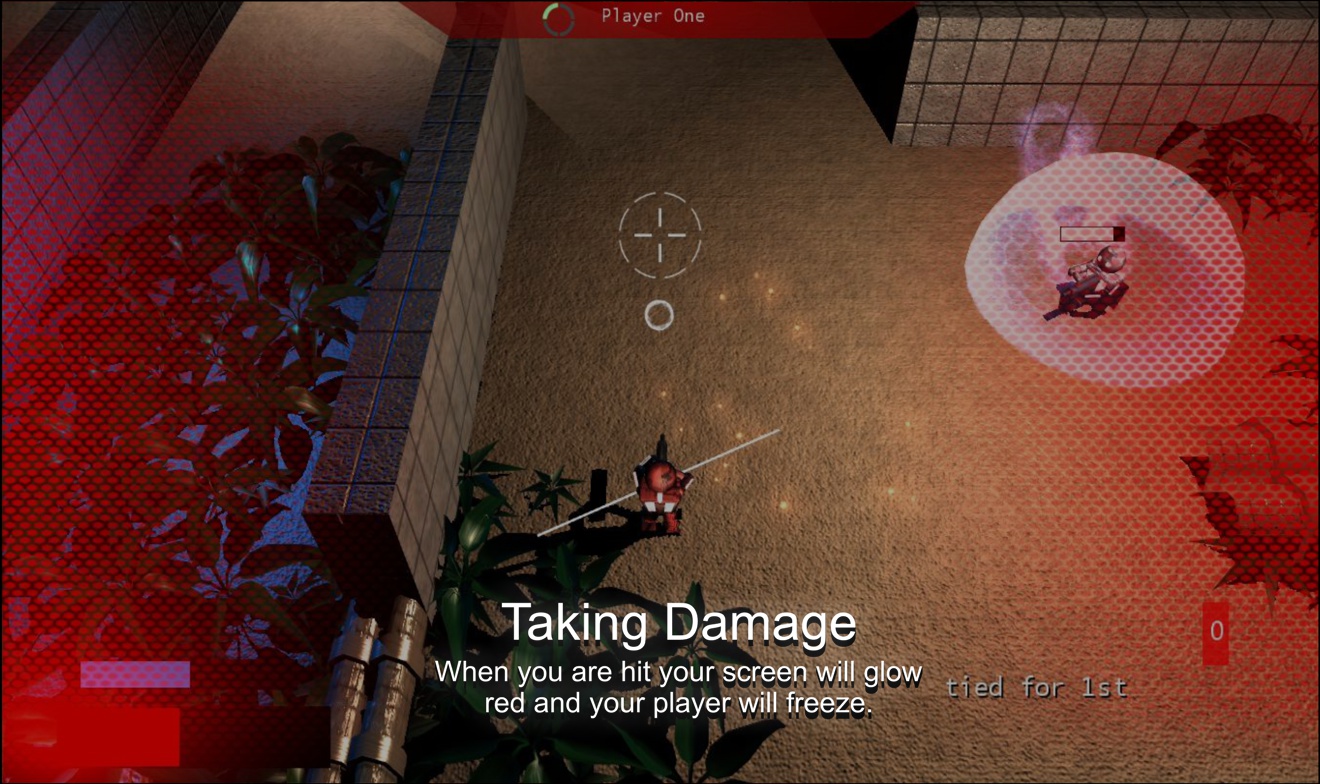 Player One
Taking Damage
When you are hit your screen will glow
red and your player will freeze.
0
tied for 1st